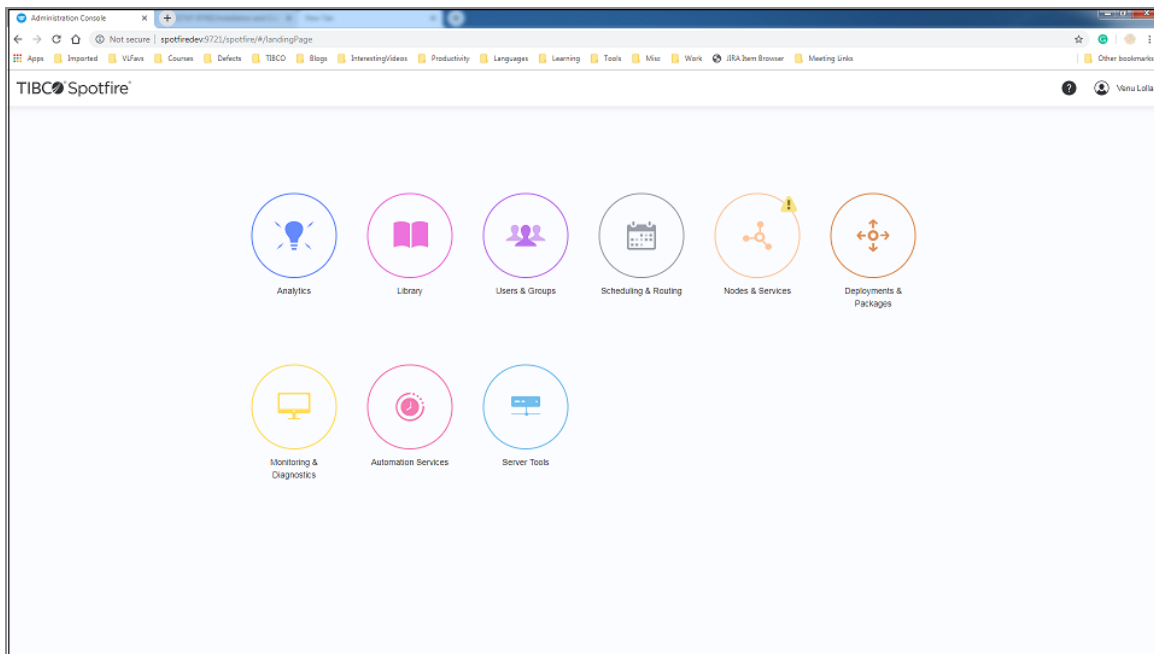 Administration Console
New Tab
Not secure | spotfiredev:9721/spotfire/#/landingPage
Apps Imported VLFavs Courses Defects TIBCO Blogs InterestingVideos Productivity Languages Learning Tools Misc Work JIRA Item Browser Meeting Links Other bookmarks
TIBCO Spotfire® ? Venu Lolla
Analytics Library Users & Groups Scheduling & Routing Nodes & Services Deployments &
Packages
Monitoring & Automation Services Server Tools
Diagnostics